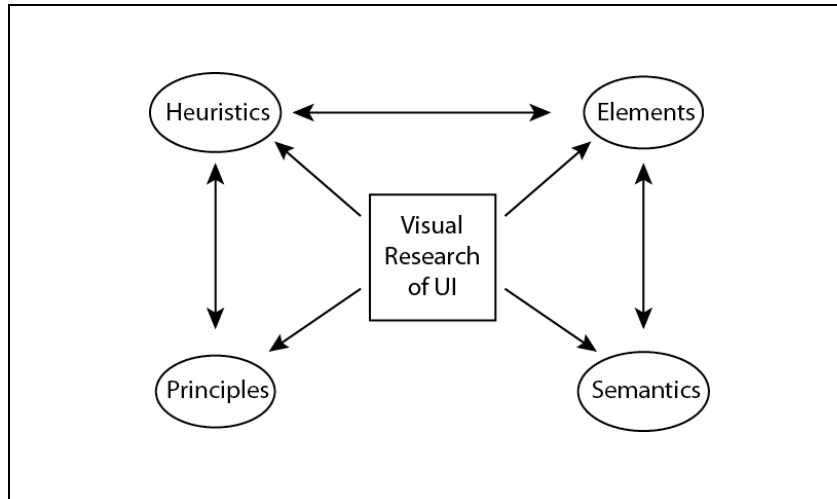 Heuristics
Elements
Visual
Research
of UI
Principles
Semantics